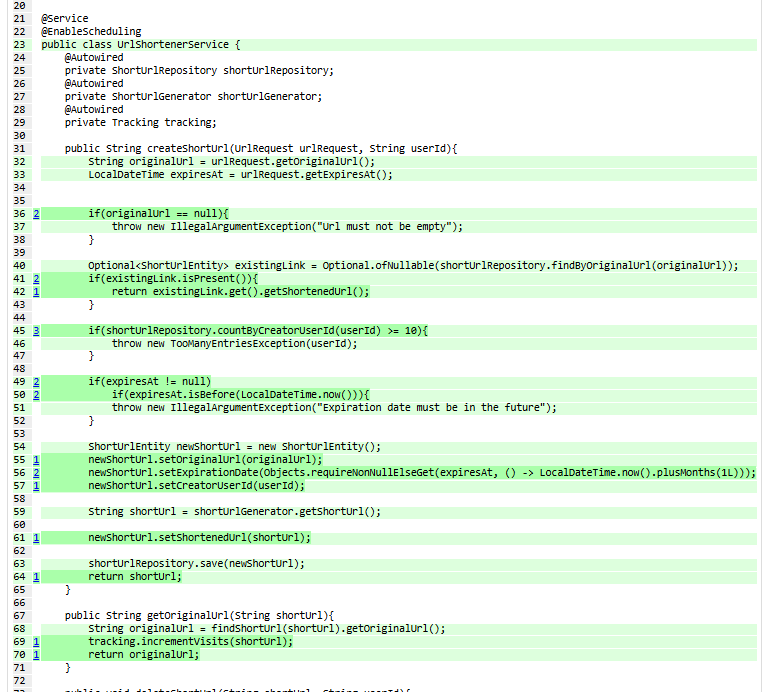 20
21 @Service
22 @EnableScheduling
23 public class UrlShortenerService {
24 @Autowired
25 private ShortUrlRepository shortUrlRepository;
26 @Autowired
27 private ShortUrlGenerator shortUrlGenerator;
28 @Autowired
29 private Tracking tracking;
30
31 public String createShortUrl(UrlRequest urlRequest, String userId){
32 String originalUrl = urlRequest.getOriginalUrl();
33 LocalDateTime expiresAt = urlRequest.getExpiresAt();
34
35
36 2 if(originalUrl == null){
37 throw new IllegalArgumentException("Url must not be empty");
38 }
39
40 Optional<ShortUrlEntity> existingLink = Optional.ofNullable(shortUrlRepository.findByOriginalUrl(originalUrl));
41 2 if(existingLink.isPresent()){
42 1 return existingLink.get().getShortenedUrl();
43 }
44
45 3 if(shortUrlRepository.countByCreatorUserId(userId) >= 10){
46 throw new TooManyEntriesException(userId);
47 }
48
49 2 if(expiresAt != null)
50 2 if(expiresAt.isBefore(LocalDateTime.now())){
51 throw new IllegalArgumentException("Expiration date must be in the future");
52 }
53
54 ShortUrlEntity newShortUrl = new ShortUrlEntity();
55 1 newShortUrl.setOriginalUrl(originalUrl);
56 2 newShortUrl.setExpirationDate(Objects.requireNonNullElseGet(expiresAt, () -> LocalDateTime.now().plusMonths(1L)));
57 1 newShortUrl.setCreatorUserId(userId);
58
59 String shortUrl = shortUrlGenerator.getShortUrl();
60
61 1 newShortUrl.setShortenedUrl(shortUrl);
62
63 shortUrlRepository.save(newShortUrl);
64 1 return shortUrl;
65 }
66
67 public String getOriginalUrl(String shortUrl){
68 String originalUrl = findShortUrl(shortUrl).getOriginalUrl();
69 1 tracking.incrementVisits(shortUrl);
70 1 return originalUrl;
71 }
72